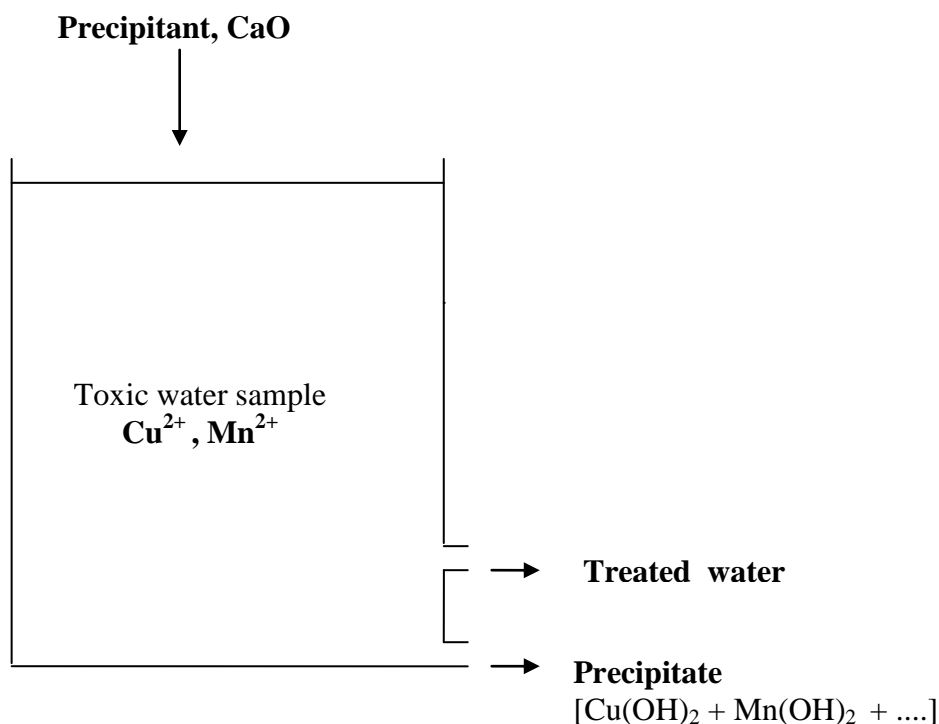 Precipitant, CaO
Toxic water sample
Cu²⁺ , Mn²⁺
Treated water
Precipitate
[Cu(OH)₂ + Mn(OH)₂ + ....]